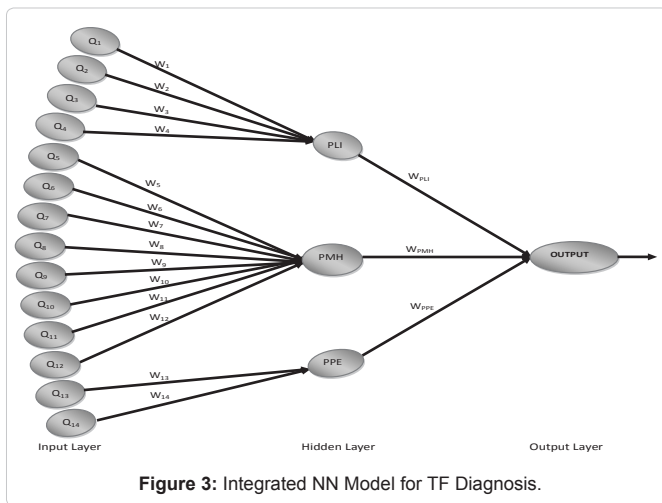 Q1
Q2
Q3
Q4
Q5
Q6
Q7
Q8
Q9
Q10
Q11
Q12
Q13
Q14
W1
W2
W3
W4
W5
W6
W7
W8
W9
W10
W11
W12
W13
W14
PLI
PMH
PPE
WPLI
WPMH
WPPE
OUTPUT
Input Layer
Hidden Layer
Output Layer
Figure 3: Integrated NN Model for TF Diagnosis.